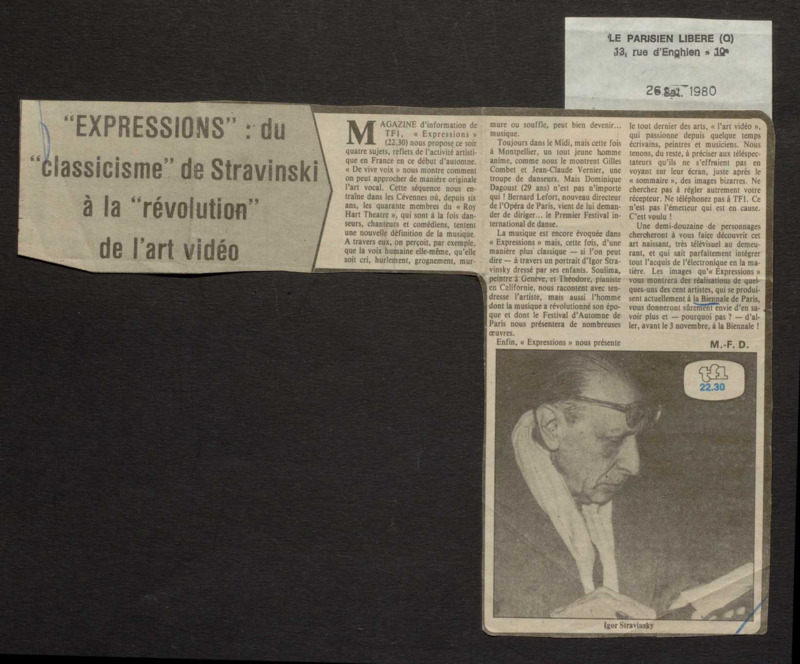 LE PARISIEN LIBERE (Q)
13, rue d'Enghien - 10e
26 Spt. 1980
"EXPRESSIONS" : du
"classicisme" de Stravinski
à la "révolution"
de l'art vidéo
MAGAZINE d'information de
TF1, « Expressions »
(22.30) nous propose ce soir
quatre sujets, reflets de l'activité artisti-
que en France en ce début d'automne.
« De vive voix » nous montre comment
on peut approcher de manière originale
l'art vocal. Cette séquence nous en-
traîne dans les Cévennes où, depuis six
ans, les quarante membres du « Roy
Hart Theatre », qui sont à la fois dan-
seurs, chanteurs et comédiens, tentent
une nouvelle définition de la musique.
A travers eux, on perçoit, par exemple,
que la voix humaine elle-même, qu'elle
soit cri, hurlement, grognement, mur-
mure ou souffle, peut bien devenir...
musique.
Toujours dans le Midi, mais cette fois
à Montpellier, un tout jeune homme
anime, comme nous le montrent Gilles
Combet et Jean-Claude Vernier, une
troupe de danseurs. Mais Dominique
Dagoust (29 ans) n'est pas n'importe
qui ! Bernard Lefort, nouveau directeur
de l'Opéra de Paris, vient de lui deman-
der de diriger... le Premier Festival in-
ternational de danse.
La musique est encore évoquée dans
« Expressions » mais, cette fois, d'une
manière plus classique — si l'on peut
dire — à travers un portrait d'Igor Stra-
vinsky dressé par ses enfants. Soulima,
peintre à Genève, et Théodore, pianiste
en Californie, nous racontent avec ten-
dresse l'artiste, mais aussi l'homme
dont la musique a révolutionné son épo-
que et dont le Festival d'Automne de
Paris nous présentera de nombreuses
œuvres.
Enfin, « Expressions » nous présente
le tout dernier des arts, « l'art vidéo »,
qui passionne depuis quelque temps
écrivains, peintres et musiciens. Nous
tenons, du reste, à préciser aux téléspec-
tateurs qu'ils ne s'effraient pas en
voyant sur leur écran, juste après le
« sommaire », des images bizarres. Ne
cherchez pas à régler autrement votre
récepteur. Ne téléphonez pas à TF1. Ce
n'est pas l'émetteur qui est en cause.
C'est voulu !
Une demi-douzaine de personnages
chercheront à vous faire découvrir cet
art naissant, très télévisuel au demeu-
rant, et qui sait parfaitement intégrer
tout l'acquis de l'électronique en la ma-
tière. Les images qu'« Expressions »
vous montrera des réalisations de quel-
ques-uns des cent artistes, qui se produi-
sent actuellement à la Biennale de Paris,
vous donneront sûrement envie d'en sa-
voir plus et — pourquoi pas ? — d'al-
ler, avant le 3 novembre, à la Biennale !
M.-F. D.
tf1
22.30
Igor Stravinsky